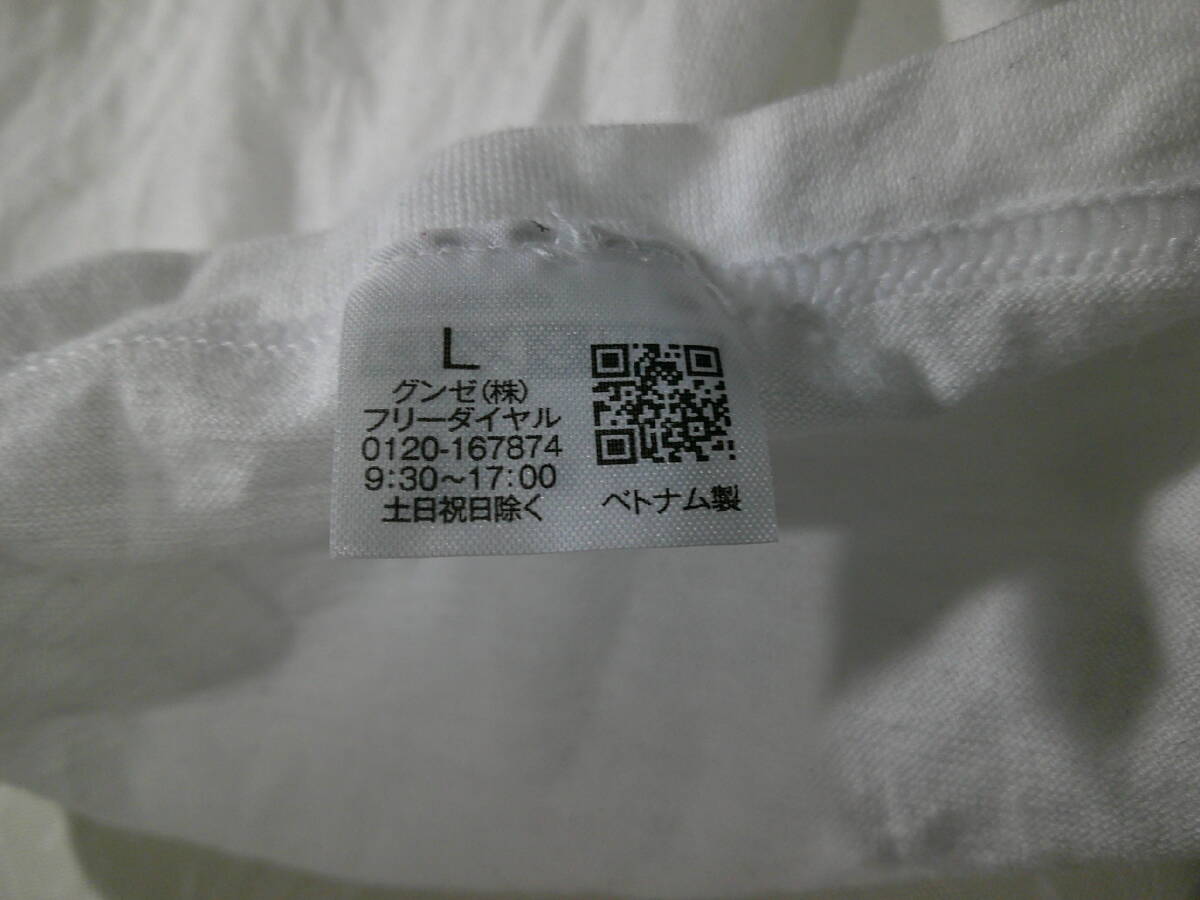 L
グンゼ(株)
フリーダイヤル
0120-167874
9:30～17:00
土日祝日除く
ベトナム製